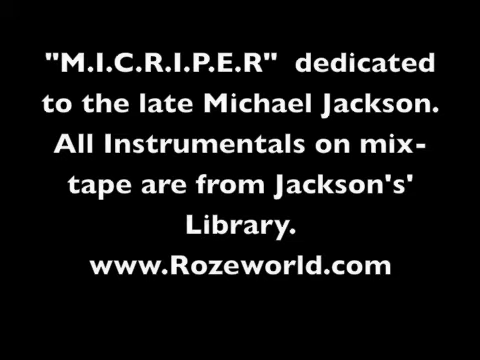 "M.I.C.R.I.P.E.R"  dedicated
to the late Michael Jackson.
All Instrumentals on mix-
tape are from Jackson's'
Library.
www.Rozeworld.com